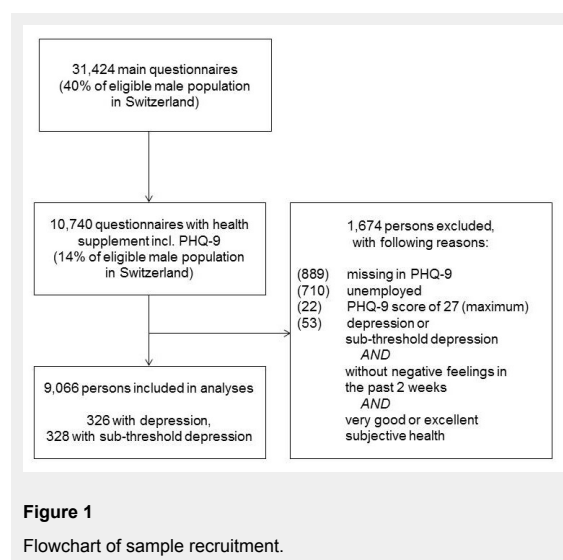 31,424 main questionnaires
(40% of eligible male population
in Switzerland)
10,740 questionnaires with health
supplement incl. PHQ-9
(14% of eligible male population
in Switzerland)
1,674 persons excluded,
with following reasons:
(889) missing in PHQ-9
(710) unemployed
(22) PHQ-9 score of 27 (maximum)
(53) depression or
sub-threshold depression
AND
without negative feelings in
the past 2 weeks
AND
very good or excellent
subjective health
9,066 persons included in analyses
326 with depression,
328 with sub-threshold depression
Figure 1
Flowchart of sample recruitment.